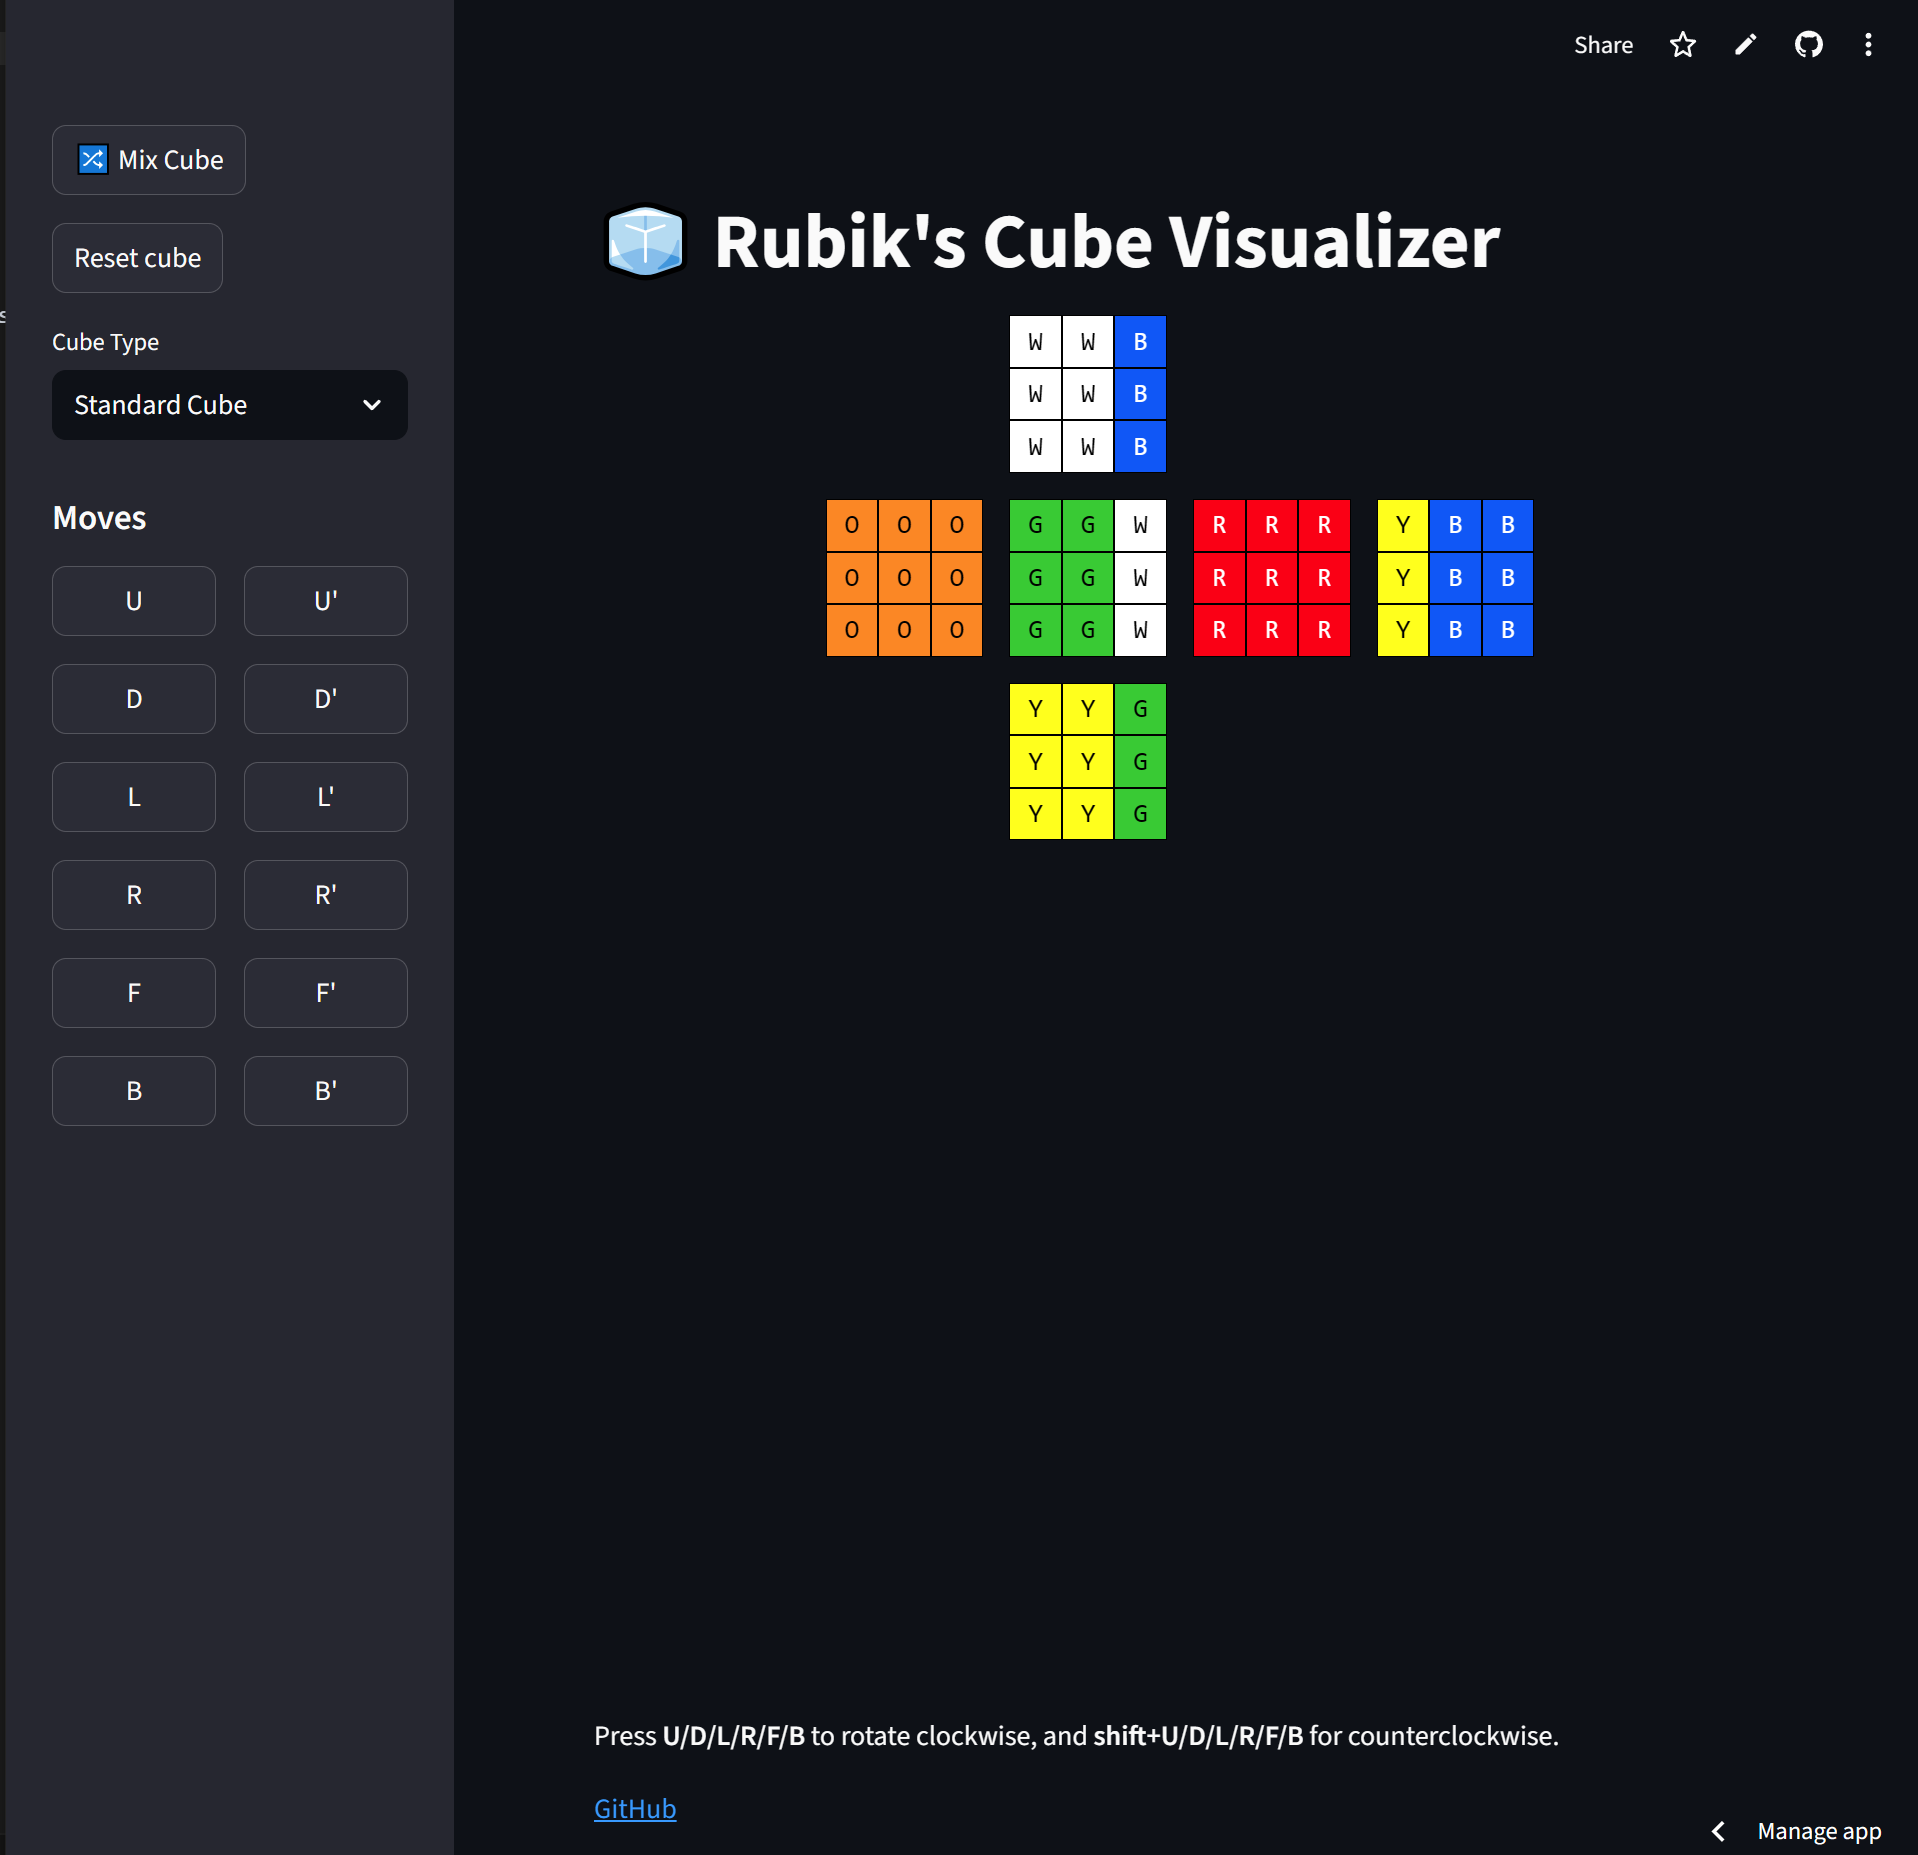 Share
Mix Cube
Reset cube
Cube Type
Standard Cube
Moves
U U'
D D'
L L'
R R'
F F'
B B'
Rubik's Cube Visualizer
W W B
W W B
W W B
O O O G G W R R R Y B B
O O O G G W R R R Y B B
O O O G G W R R R Y B B
Y Y G
Y Y G
Y Y G
Press U/D/L/R/F/B to rotate clockwise, and shift+U/D/L/R/F/B for counterclockwise.
GitHub
Manage app